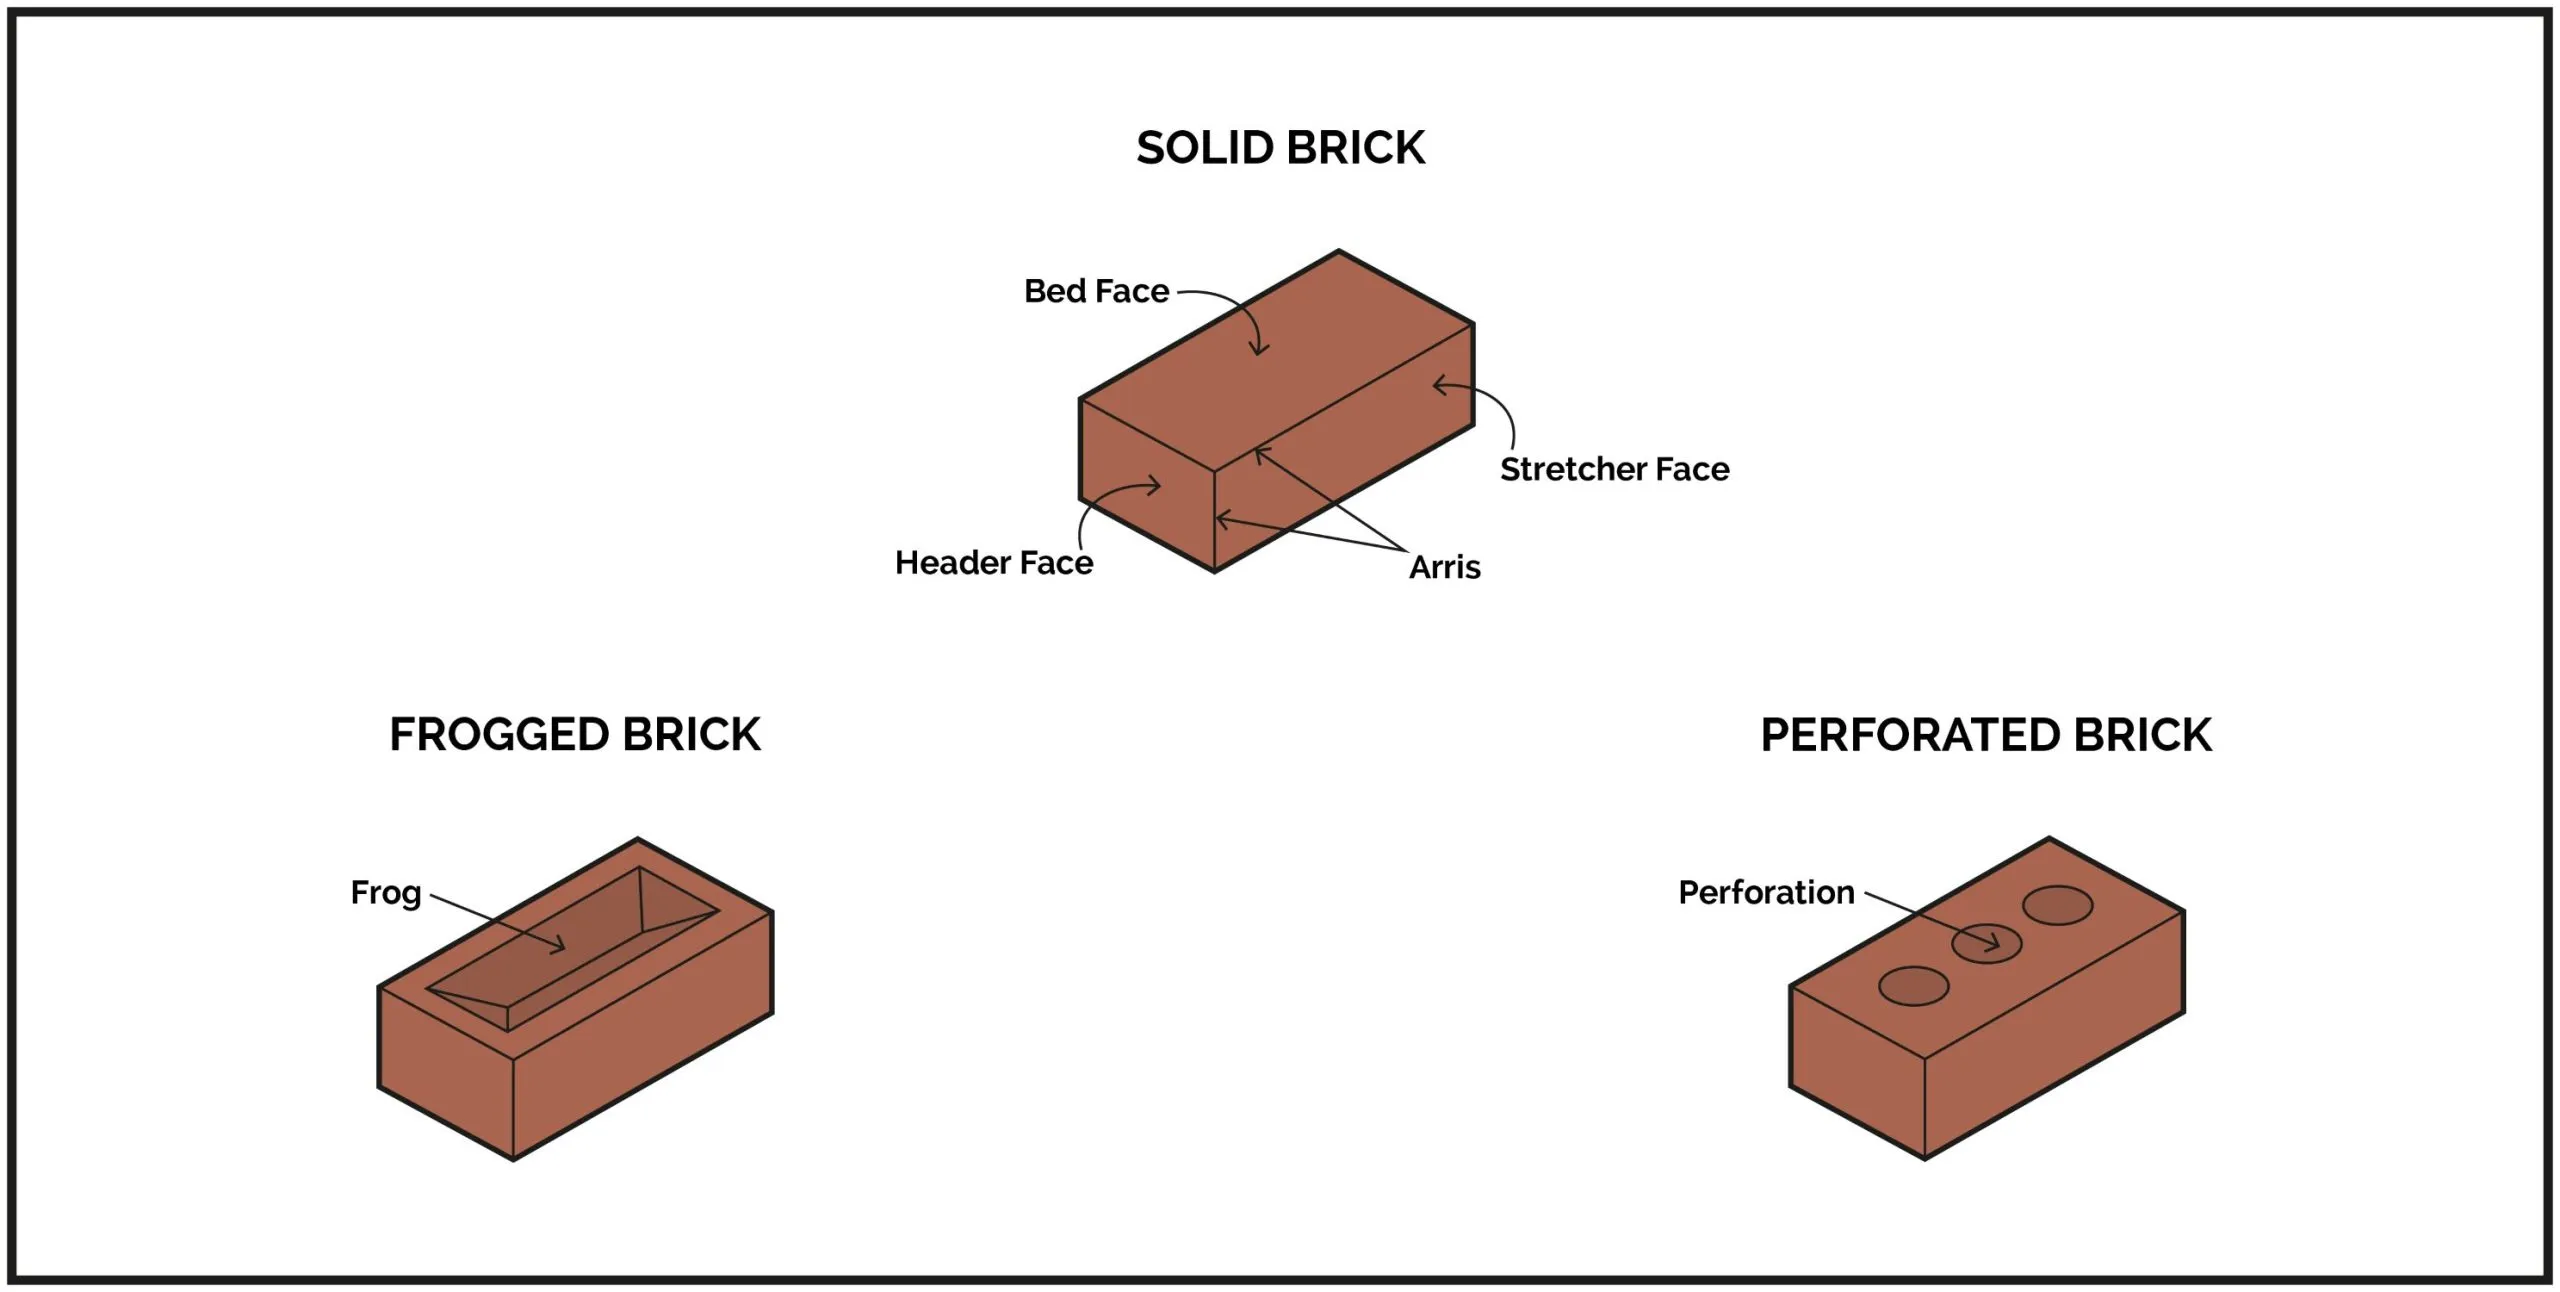 SOLID BRICK
Bed Face
Stretcher Face
Header Face
Arris
FROGGED BRICK
Frog
PERFORATED BRICK
Perforation